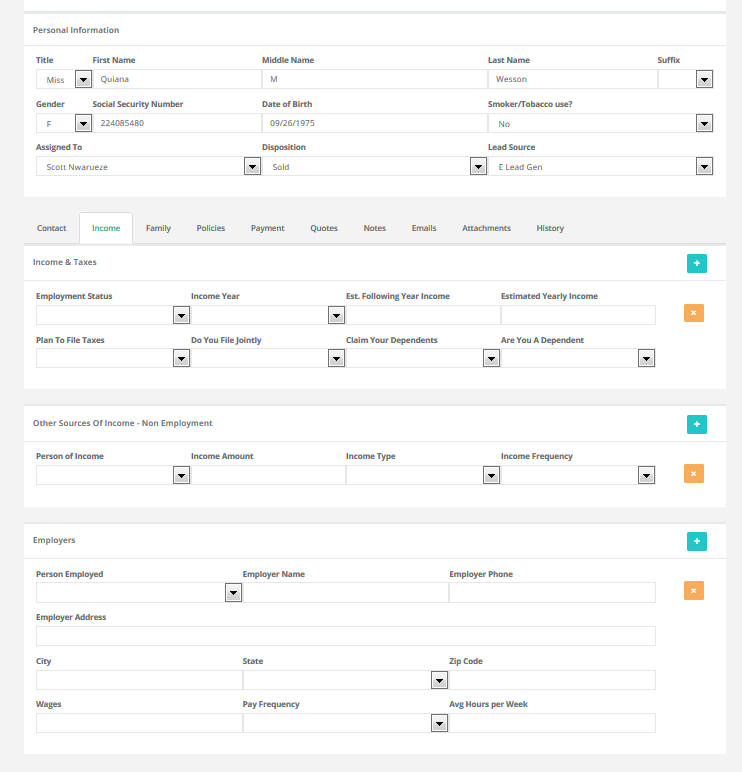 Personal Information
Title First Name Middle Name Last Name Suffix
Miss Quiana M Wesson
Gender Social Security Number Date of Birth Smoker/Tobacco use?
F 224085480 09/26/1975 No
Assigned To Disposition Lead Source
Scott Nwarueze Sold E Lead Gen
Contact Income Family Policies Payment Quotes Notes Emails Attachments History
Income & Taxes
Employment Status Income Year Est. Following Year Income Estimated Yearly Income
Plan To File Taxes Do You File Jointly Claim Your Dependents Are You A Dependent
Other Sources Of Income - Non Employment
Person of Income Income Amount Income Type Income Frequency
Employers
Person Employed Employer Name Employer Phone
Employer Address
City State Zip Code
Wages Pay Frequency Avg Hours per Week